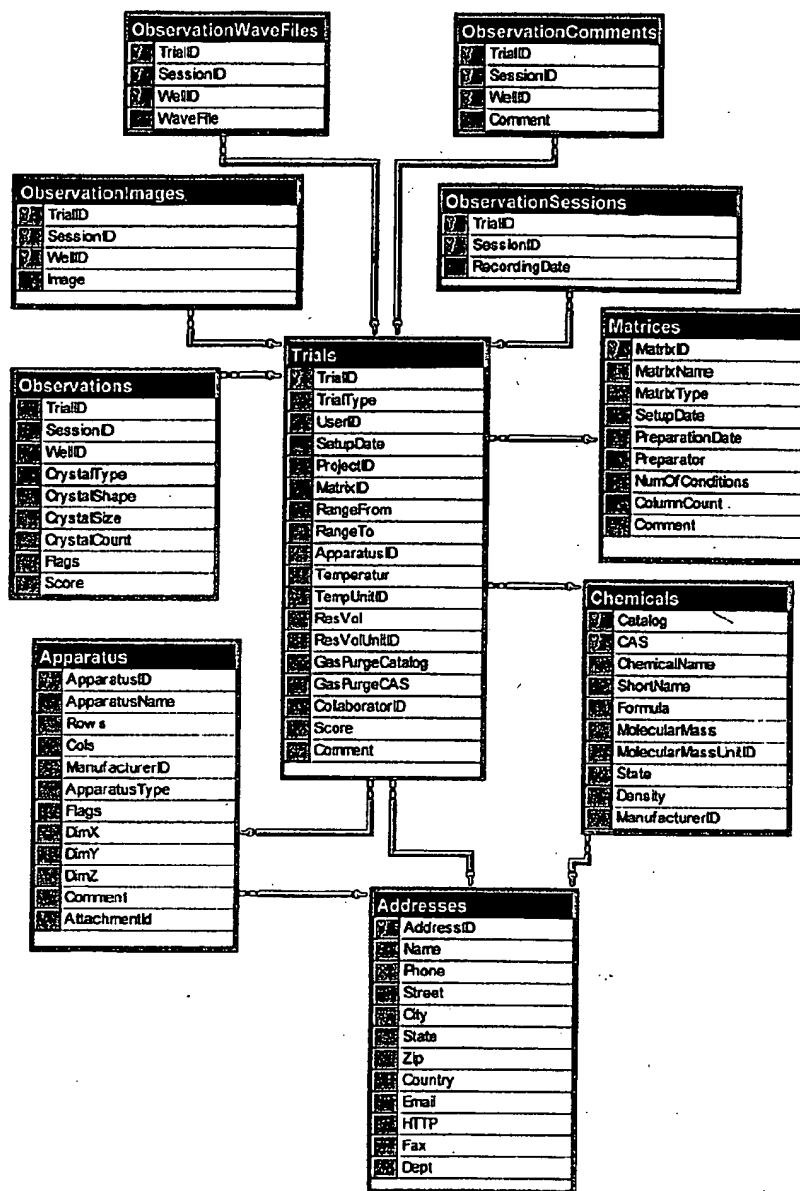 ObservationWaveFiles
TrialID
SessionID
WellID
WaveFile
ObservationComments
TrialID
SessionID
WellID
Comment
ObservationImages
TrialID
SessionID
WellID
Image
ObservationSessions
TrialID
SessionID
RecordingDate
Matrices
MatrixID
MatrixName
MatrixType
SetupDate
PreparationDate
Preparator
NumOfConditions
ColumnCount
Comment
Trials
TrialID
TrialType
UserID
SetupDate
ProjectID
MatrixID
RangeFrom
RangeTo
ApparatusID
Temperatur
TempUnitID
ResVol
ResVolUnitID
GasPurgeCatalog
GasPurgeCAS
CollaboratorID
Score
Comment
Observations
TrialID
SessionID
WellID
CrystalType
CrystalShape
CrystalSize
CrystalCount
Flags
Score
Chemicals
Catalog
CAS
ChemicalName
ShortName
Formula
MolecularMass
MolecularMassUnitID
State
Density
ManufacturerID
Apparatus
ApparatusID
ApparatusName
Rows
Cols
ManufacturerID
ApparatusType
Flags
DimX
DimY
DimZ
Comment
AttachmentId
Addresses
AddressID
Name
Phone
Street
City
State
Zip
Country
Email
HTTP
Fax
Dept